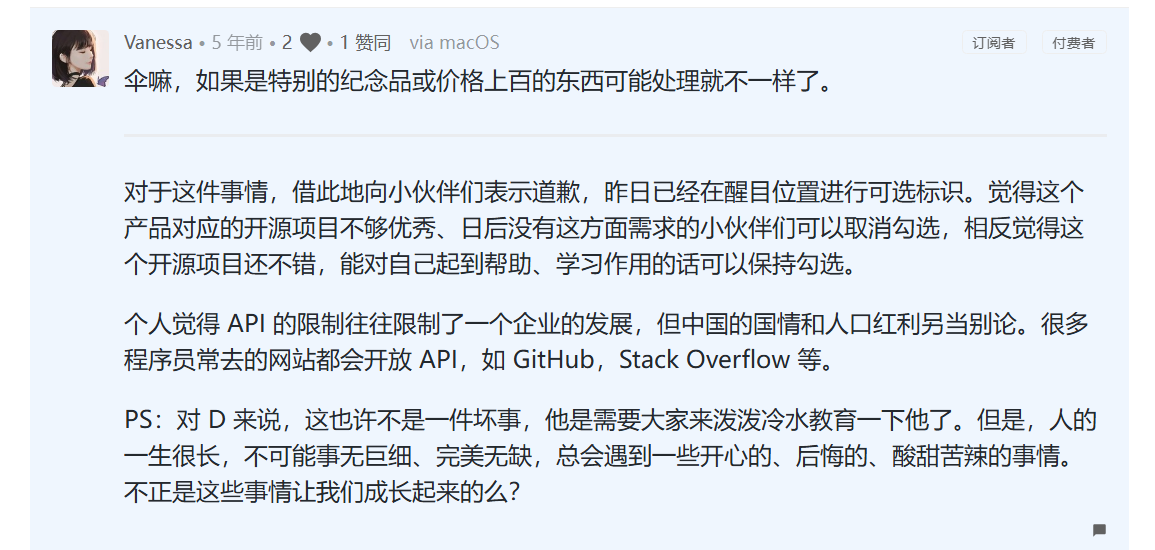 Vanessa • 5 年前 • 2 ♥ • 1 赞同 via macOS 订阅者 付费者
伞嘛，如果是特别的纪念品或价格上百的东西可能处理就不一样了。
对于这件事情，借此地向小伙伴们表示道歉，昨日已经在醒目位置进行可选标识。觉得这个
产品对应的开源项目不够优秀、日后没有这方面需求的小伙伴们可以取消勾选，相反觉得这
个开源项目还不错，能对自己起到帮助、学习作用的话可以保持勾选。
个人觉得 API 的限制往往限制了一个企业的发展，但中国的国情和人口红利另当别论。很多
程序员常去的网站都会开放 API，如 GitHub，Stack Overflow 等。
PS：对 D 来说，这也许不是一件坏事，他是需要大家来泼泼冷水教育一下他了。但是，人的
一生很长，不可能事无巨细、完美无缺，总会遇到一些开心的、后悔的、酸甜苦辣的事情。
不正是这些事情让我们成长起来的么？